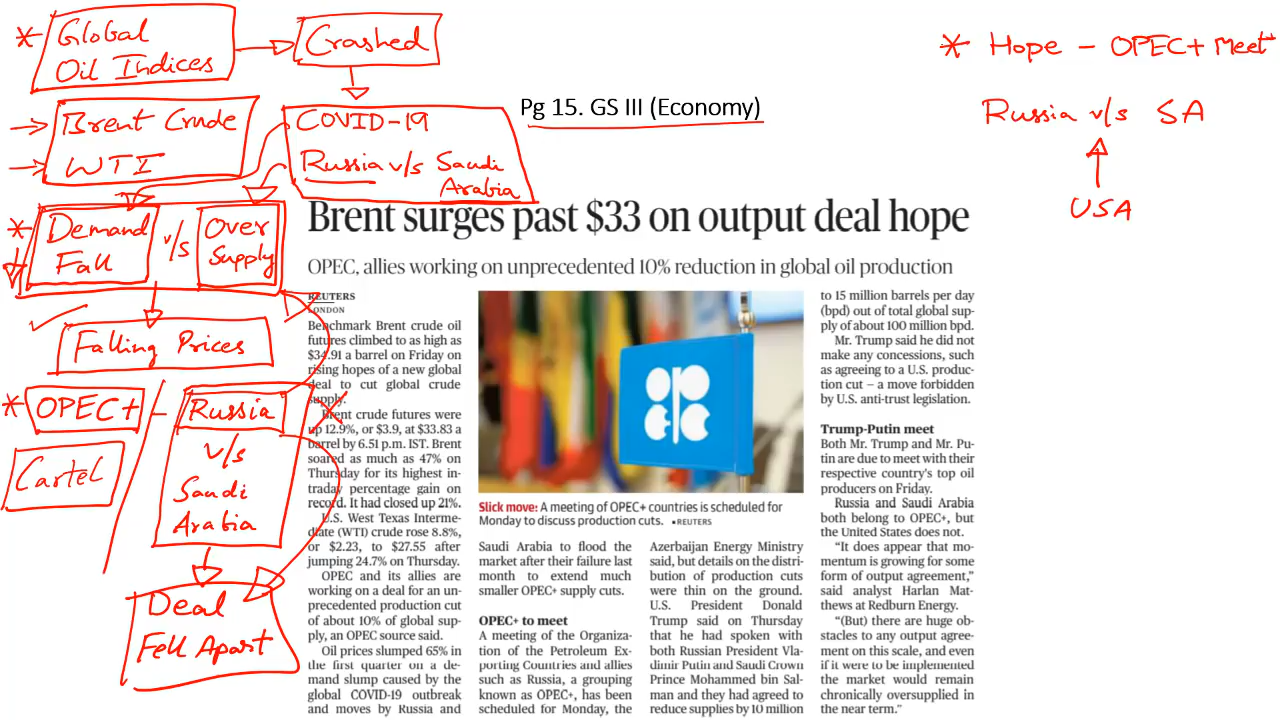 * Global
Oil Indices
Crashed
→ Brent Crude
→ WTI
COVID-19
Russia v/s Saudi
Arabia
* Demand
Fall
v/s
Over
Supply
Falling Prices
* OPEC+ - Russia
v/s
Saudi
Arabia
Cartel
Deal
Fell Apart
* Hope - OPEC+ Meet
Russia v/s SA
USA
Pg 15. GS III (Economy)
Brent surges past $33 on output deal hope
OPEC, allies working on unprecedented 10% reduction in global oil production
REUTERS
LONDON
Benchmark Brent crude oil
futures climbed to as high as
$34.91 a barrel on Friday on
rising hopes of a new global
deal to cut global crude
supply.
Brent crude futures were
up 12.9%, or $3.9, at $33.83 a
barrel by 6.51 p.m. IST. Brent
soared as much as 47% on
Thursday for its highest in-
traday percentage gain on
record. It had closed up 21%.
U.S. West Texas Interme-
diate (WTI) crude rose 8.8%,
or $2.23, to $27.55 after
jumping 24.7% on Thursday.
OPEC and its allies are
working on a deal for an un-
precedented production cut
of about 10% of global sup-
ply, an OPEC source said.
Oil prices slumped 65% in
the first quarter on a de-
mand slump caused by the
global COVID-19 outbreak
and moves by Russia and
Slick move: A meeting of OPEC+ countries is scheduled for
Monday to discuss production cuts. • REUTERS
Saudi Arabia to flood the
market after their failure last
month to extend much
smaller OPEC+ supply cuts.
OPEC+ to meet
A meeting of the Organiza-
tion of the Petroleum Ex-
porting Countries and allies
such as Russia, a grouping
known as OPEC+, has been
scheduled for Monday, the
Azerbaijan Energy Ministry
said, but details on the distri-
bution of production cuts
were thin on the ground.
U.S. President Donald
Trump said on Thursday
that he had spoken with
both Russian President Vla-
dimir Putin and Saudi Crown
Prince Mohammed bin Sal-
man and they had agreed to
reduce supplies by 10 million
to 15 million barrels per day
(bpd) out of total global sup-
ply of about 100 million bpd.
Mr. Trump said he did not
make any concessions, such
as agreeing to a U.S. produc-
tion cut – a move forbidden
by U.S. anti-trust legislation.
Trump-Putin meet
Both Mr. Trump and Mr. Pu-
tin are due to meet with their
respective country's top oil
producers on Friday.
Russia and Saudi Arabia
both belong to OPEC+, but
the United States does not.
"It does appear that mo-
mentum is growing for some
form of output agreement,"
said analyst Harlan Mat-
thews at Redburn Energy.
"(But) there are huge ob-
stacles to any output agree-
ment on this scale, and even
if it were to be implemented
the market would remain
chronically oversupplied in
the near term."